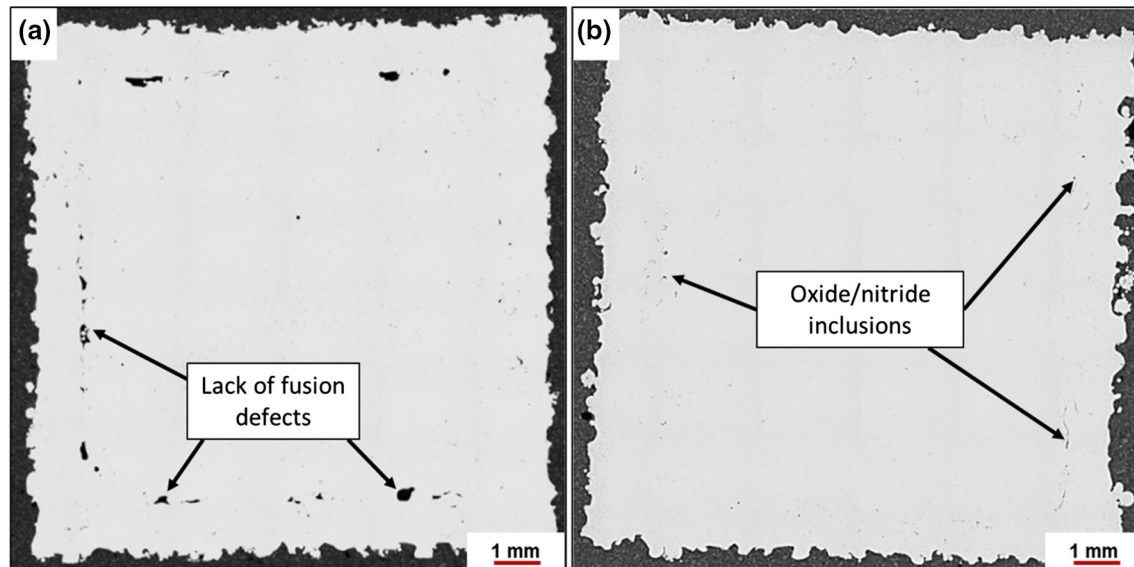 (a)
Lack of fusion
defects
1 mm
(b)
Oxide/nitride
inclusions
1 mm